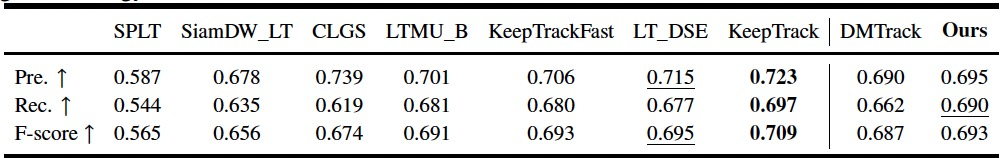 SPLT SiamDW_LT CLGS LTMU_B KeepTrackFast LT_DSE KeepTrack DMTrack Ours
Pre. ↑ 0.587 0.678 0.739 0.701 0.706 0.715 0.723 0.690 0.695
Rec. ↑ 0.544 0.635 0.619 0.681 0.680 0.677 0.697 0.662 0.690
F-score ↑ 0.565 0.656 0.674 0.691 0.693 0.695 0.709 0.687 0.693